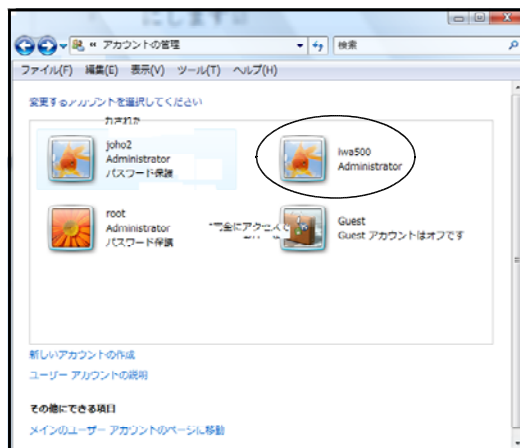 にします
« アカウントの管理
検索
ファイル(F) 編集(E) 表示(V) ツール(T) ヘルプ(H)
変更するアカウントを選択してください
joho2
Administrator
パスワード保護
iwa500
Administrator
root
Administrator
パスワード保護
Guest
Guest アカウントはオフです
新しいアカウントの作成
ユーザー アカウントの説明
その他にできる項目
メインのユーザー アカウントのページに移動